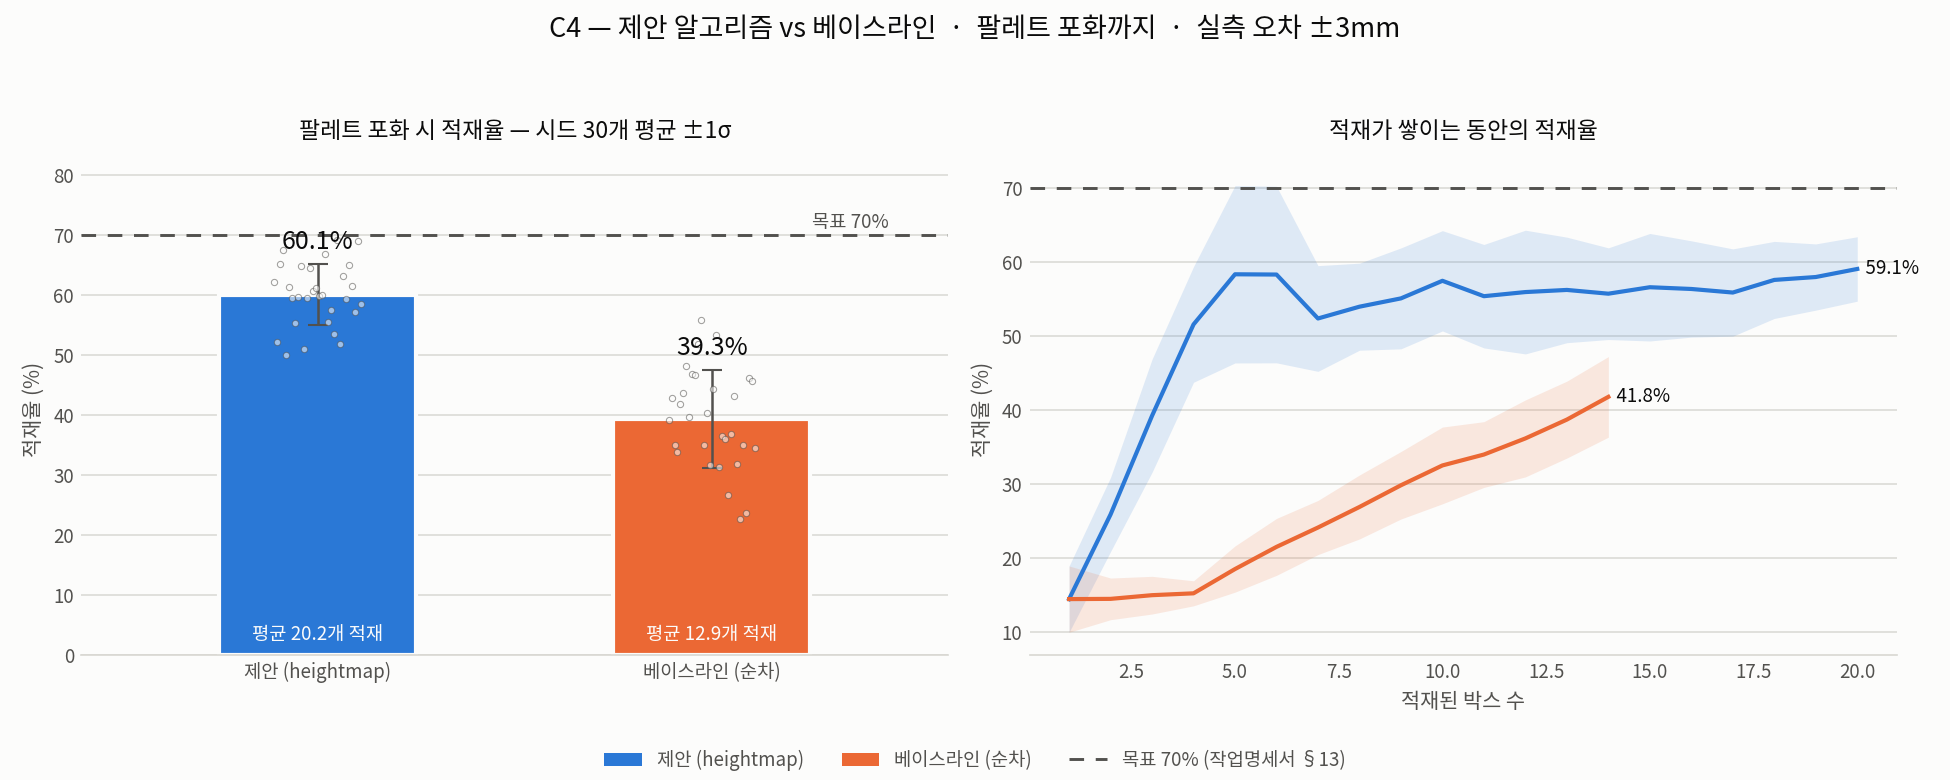 C4 — 제안 알고리즘 vs 베이스라인 · 팔레트 포화까지 · 실측 오차 ±3mm
팔레트 포화 시 적재율 — 시드 30개 평균 ±1σ
적재율 (%)
80
70
60
50
40
30
20
10
0
목표 70%
60.1%
39.3%
평균 20.2개 적재
평균 12.9개 적재
제안 (heightmap)
베이스라인 (순차)
적재가 쌓이는 동안의 적재율
적재율 (%)
70
60
50
40
30
20
10
59.1%
41.8%
2.5
5.0
7.5
10.0
12.5
15.0
17.5
20.0
적재된 박스 수
제안 (heightmap)
베이스라인 (순차)
목표 70% (작업명세서 §13)